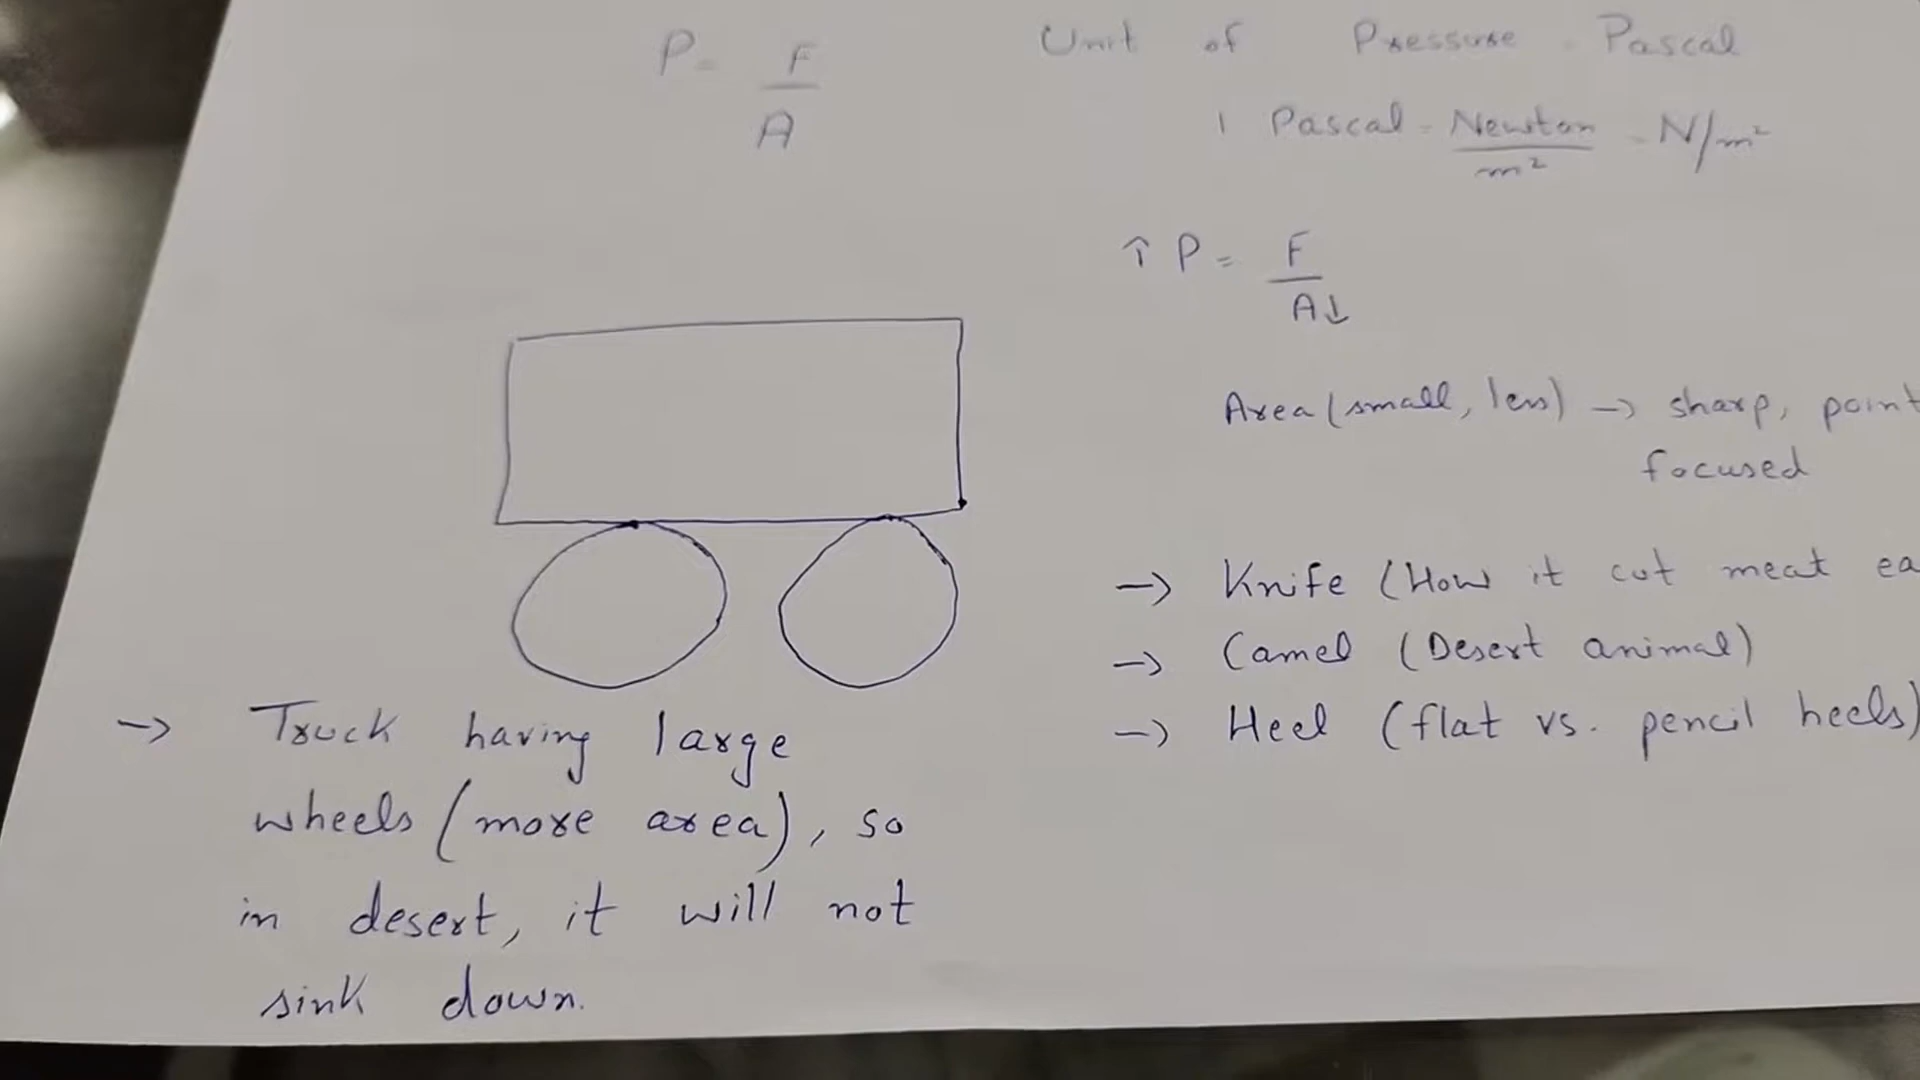 P = F
A
Unit of Pressure - Pascal
1 Pascal = Newton = N/m²
m²
↑ P = F
A↓
Area (small, less) → sharp, point
focused
→ Knife (How it cut meat ea
→ Camel (Desert animal)
→ Heel (flat vs. pencil heels)
→ Truck having large
wheels (more area), so
in desert, it will not
sink down.